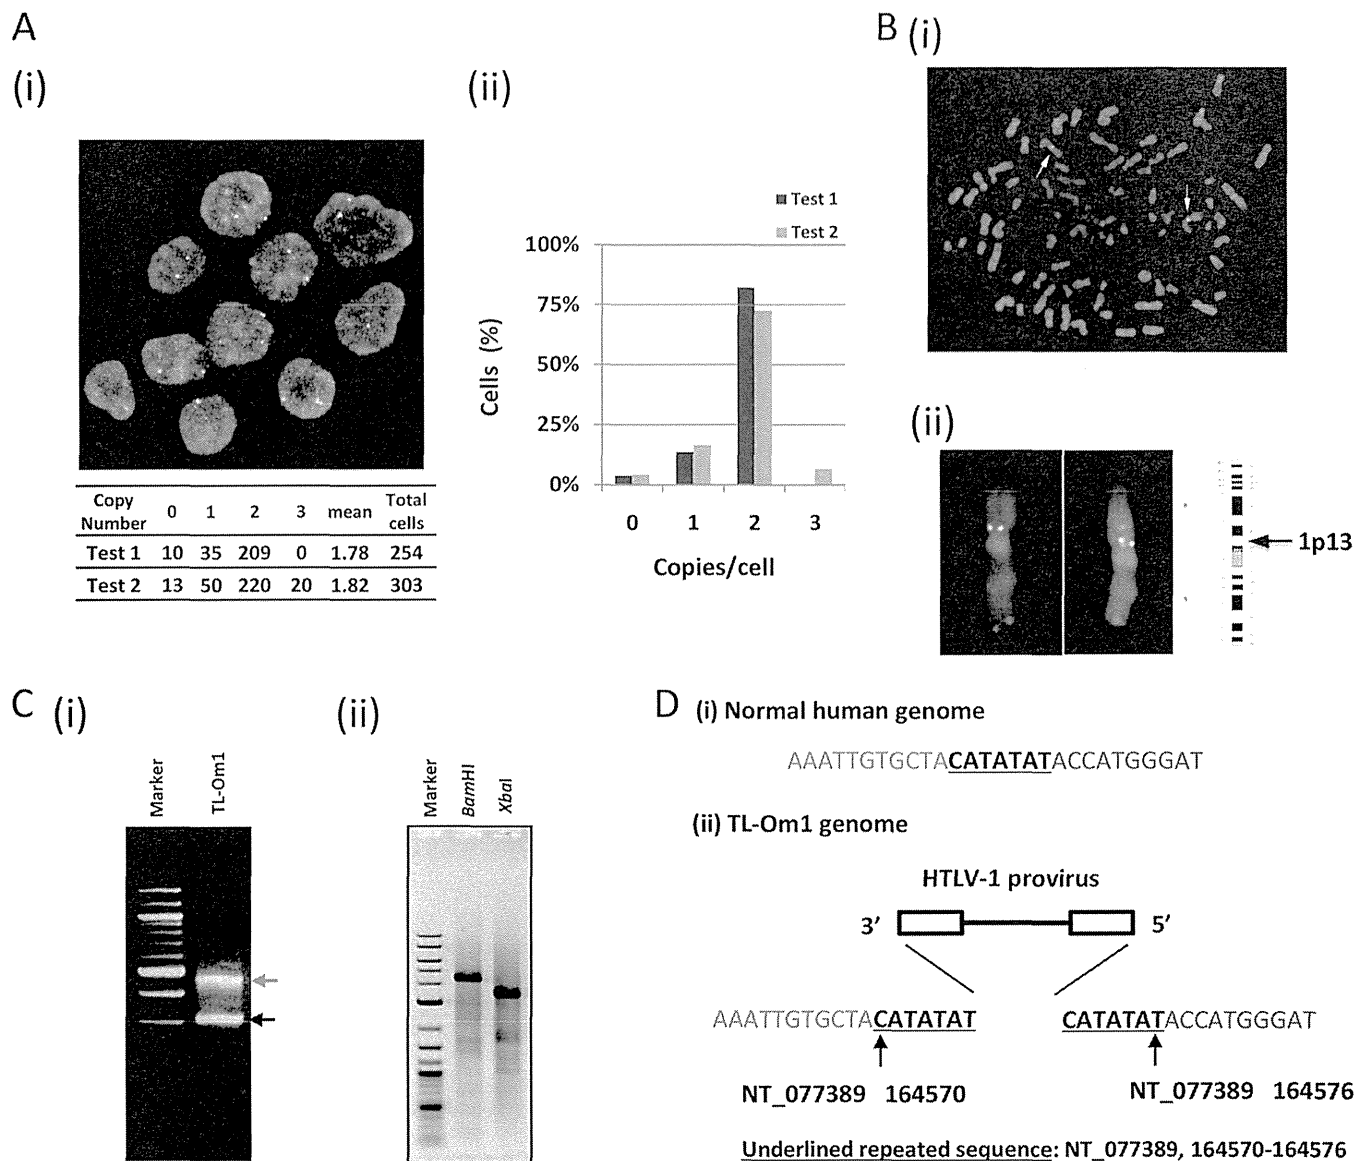 A
(i)
Copy Number 0 1 2 3 mean Total cells
Test 1 10 35 209 0 1.78 254
Test 2 13 50 220 20 1.82 303
(ii)
Test 1
Test 2
100%
75%
50%
25%
0%
Cells (%)
0 1 2 3
Copies/cell
B
(i)
(ii)
1p13
C
(i)
Marker
TL-Om1
(ii)
Marker
BamHI
XbaI
D
(i) Normal human genome
AAATTGTGCTACATATATACCATGGGAT
(ii) TL-Om1 genome
HTLV-1 provirus
3’ 5’
AAATTGTGCTACATATAT CATATATACCATGGGAT
NT_077389 164570 NT_077389 164576
Underlined repeated sequence: NT_077389, 164570-164576